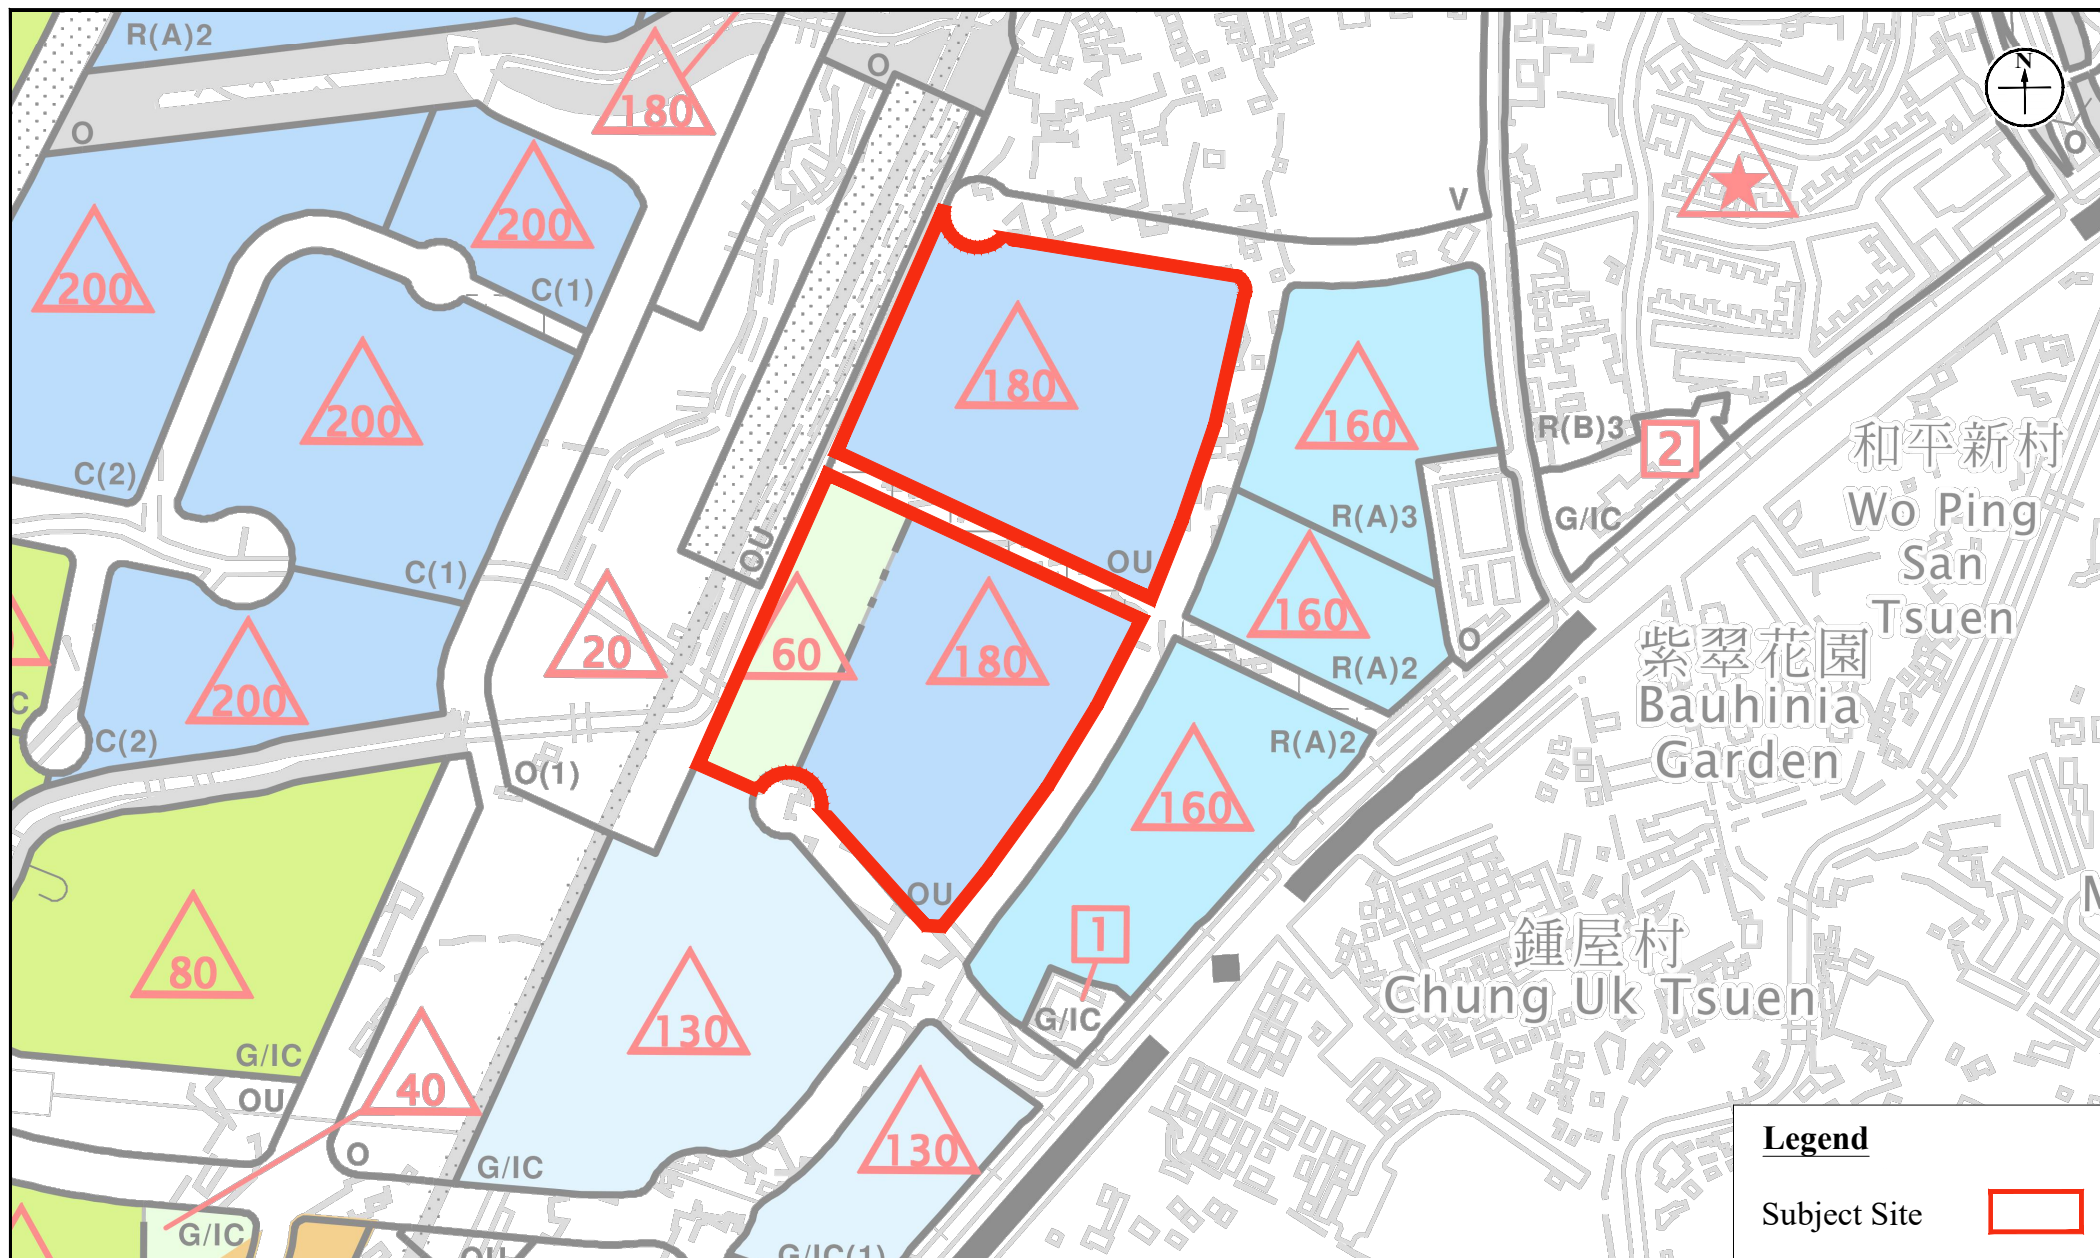 R(A)2
O
180
O
N
O
200
200
C(1)
V
180
200
160
C(2)
R(B)3
2
和平新村
Wo Ping
San
Tsuen
R(A)3
G/IC
OU
OU
C(1)
160
20
60
180
O
紫翠花園
Bauhinia
Garden
R(A)2
200
C
C(2)
O(1)
R(A)2
160
OU
1
鍾屋村
Chung Uk Tsuen
80
130
G/IC
G/IC
40
OU
O
G/IC
130
Legend
Subject Site
G/IC
OU
G/IC(1)